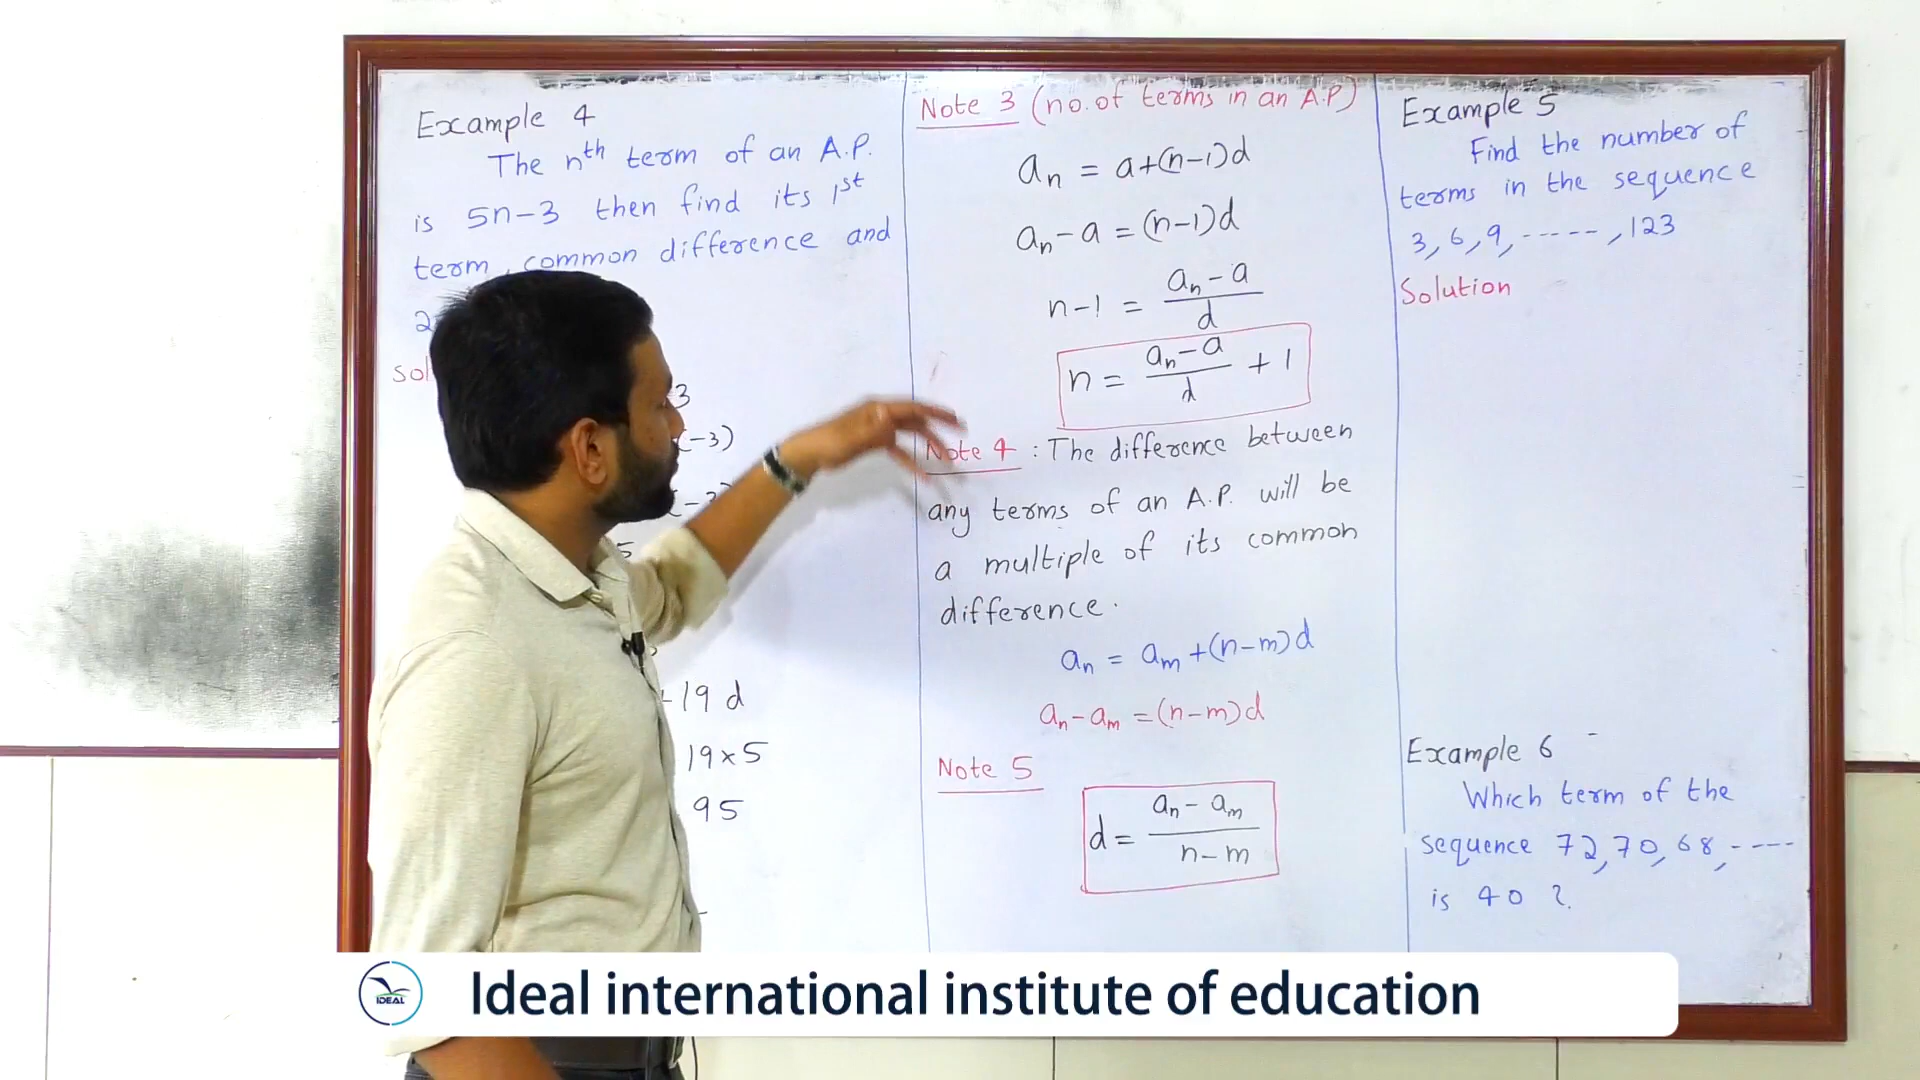 Example 4
The nth term of an A.P.
is 5n-3 then find its 1st
term, common difference and
2
Sol
3
(-3)
5
19 d
19×5
95
Note 3 (no. of terms in an A.P)
an = a+(n-1)d
an-a = (n-1)d
n-1 = an-a / d
n = an-a / d + 1
Note 4 : The difference between
any terms of an A.P. will be
a multiple of its common
difference.
an = am +(n-m)d
an-am = (n-m)d
Note 5
d = an - am / n-m
Example 5
Find the number of
terms in the sequence
3, 6, 9, ----- , 123
Solution
Example 6
Which term of the
sequence 72, 70, 68, ----
is 40 ?.
IDEAL
Ideal international institute of education